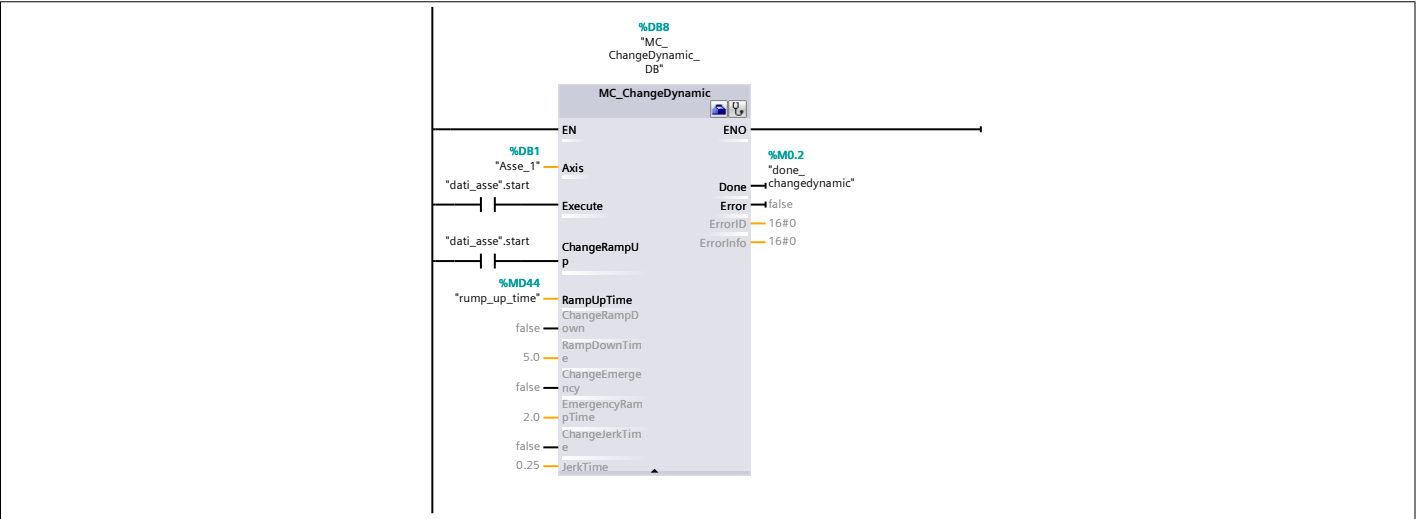 %DB8
"MC_
ChangeDynamic_
DB"
MC_ChangeDynamic
EN
ENO
%DB1
"Asse_1"
Axis
%M0.2
"done_
changedynamic"
"dati_asse".start
Done
Execute
Error
false
ErrorID
16#0
ErrorInfo
16#0
"dati_asse".start
ChangeRampU
p
%MD44
"rump_up_time"
RampUpTime
false
ChangeRampD
own
5.0
RampDownTim
e
false
ChangeEmerge
ncy
2.0
EmergencyRam
pTime
false
ChangeJerkTim
e
0.25
JerkTime